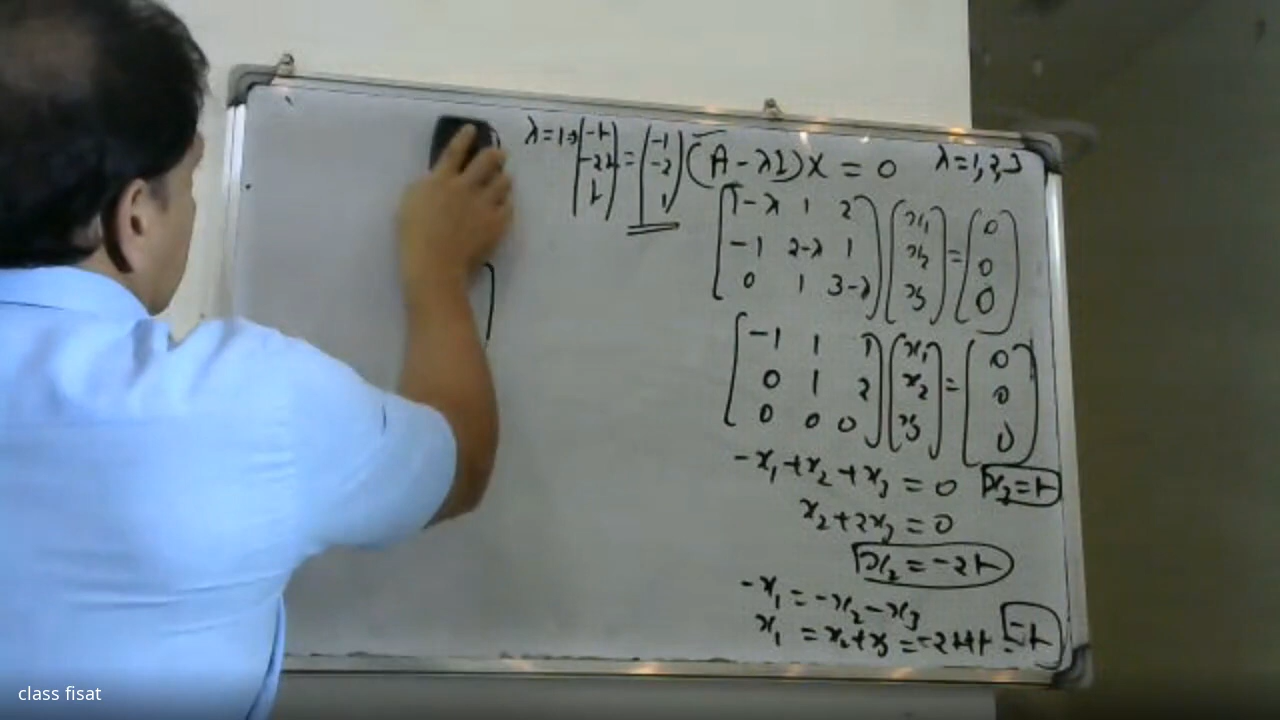 λ=1 → [-t -2t t] = [-1 -2 1]
(A-λI)X = 0 λ=1,2,3
[1-λ 1 2] [x₁] = [0]
[-1 2-λ 1] [x₂] [0]
[0 1 3-λ] [x₃] [0]
[-1 1 1] [x₁] = [0]
[0 1 2] [x₂] [0]
[0 0 0] [x₃] [0]
-x₁+x₂+x₃ = 0 x₃=t
x₂+2x₃ = 0
x₂ = -2t
-x₁ = -x₂-x₃
x₁ = x₂+x₃ = -2t+t = -t
class fisat